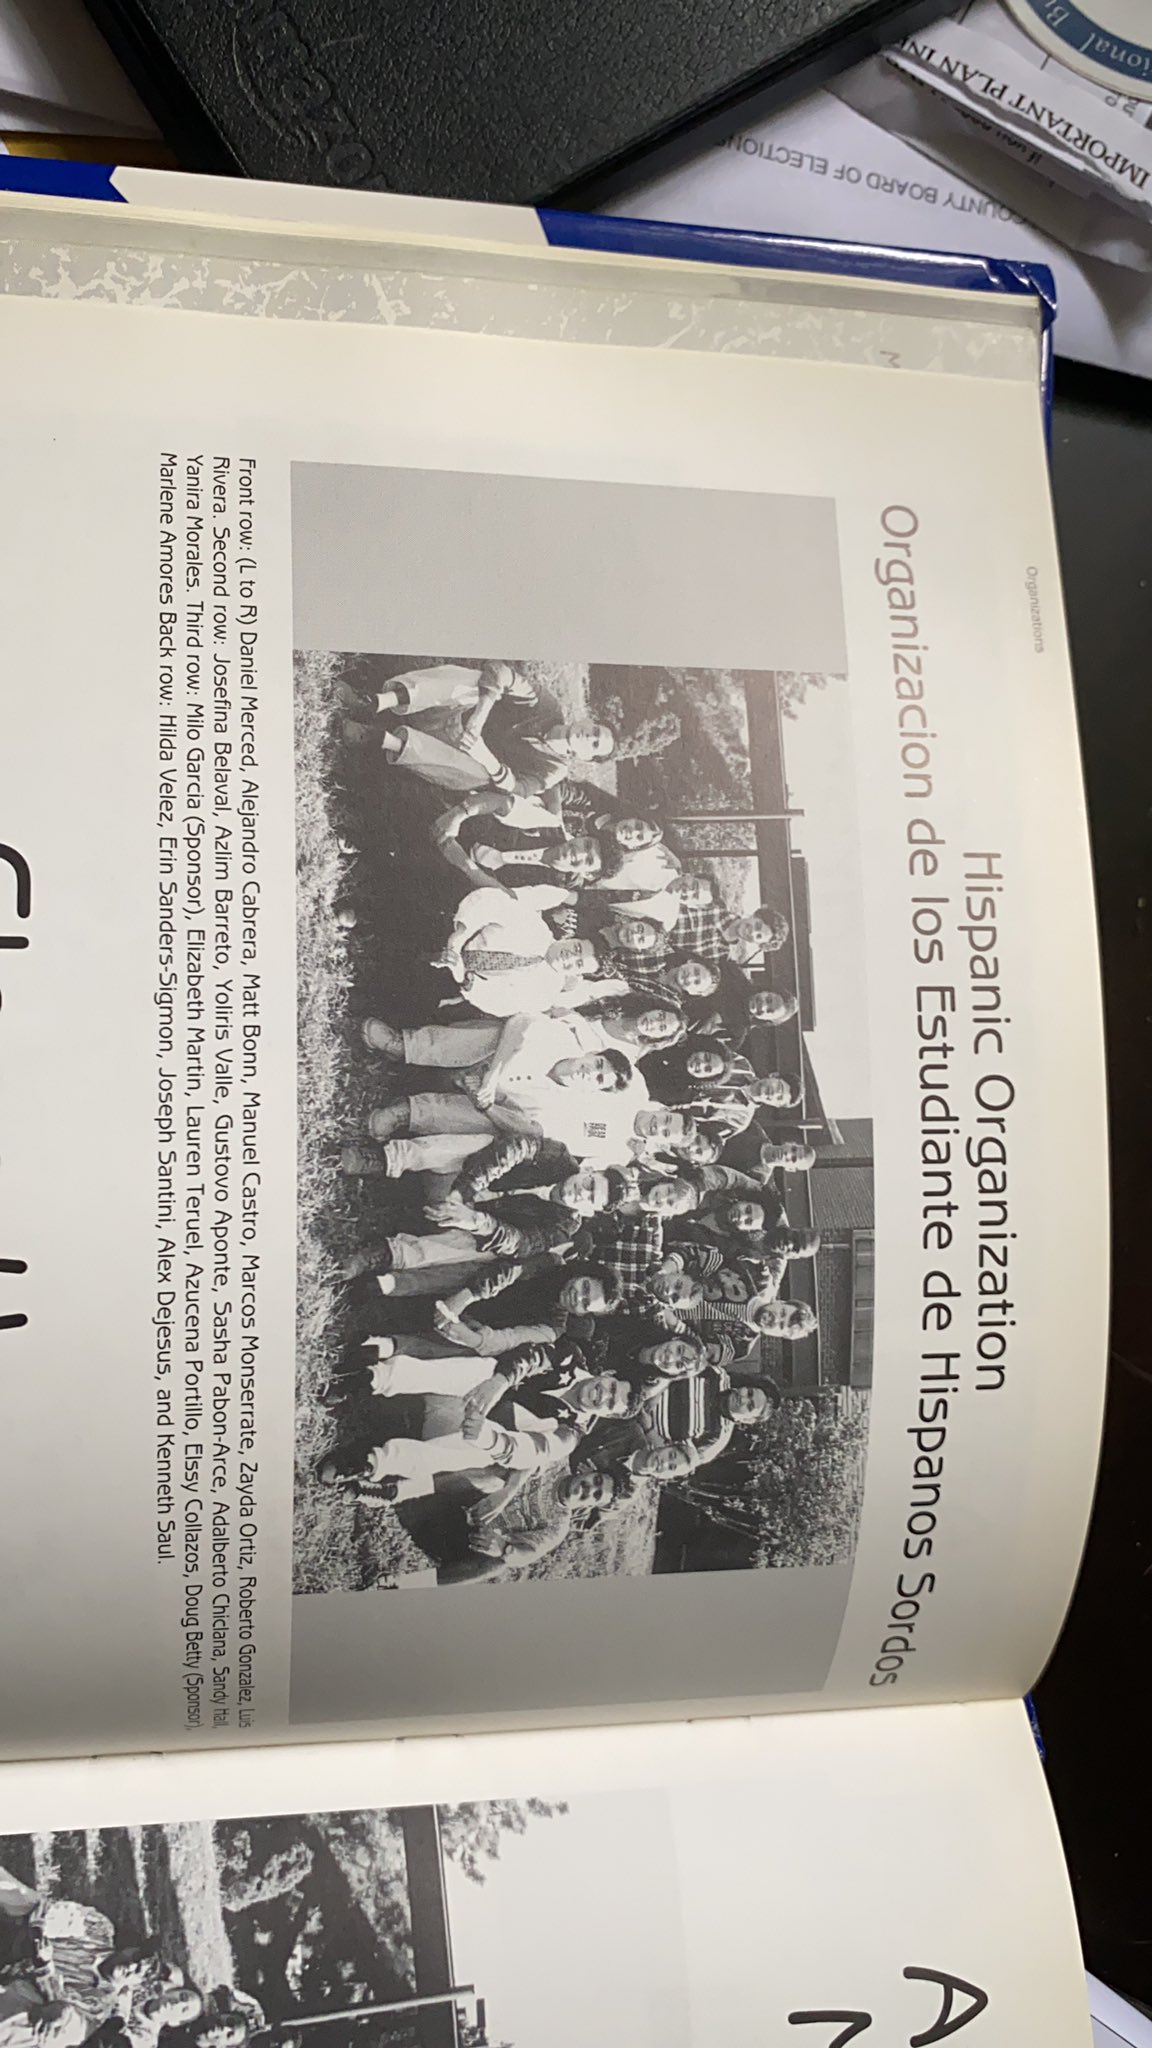 Organizations
Hispanic Organization
Organizacion de los Estudiante de Hispanos Sordos
Front row: (L to R) Daniel Merced, Alejandro Cabrera, Matt Bonn, Manuel Castro, Marcos Monserrate, Zayda Ortiz, Roberto Gonzalez, Luis
Rivera. Second row: Josefina Belaval, Azlim Barreto, Yoliris Valle, Gustovo Aponte, Sasha Pabon-Arce, Adalberto Chiclana, Sandy Hall,
Yanira Morales. Third row: Milo Garcia (Sponsor), Elizabeth Martin, Lauren Teruel, Azucena Portillo, Elssy Collazos, Doug Betty (Sponsor),
Marlene Amores Back row: Hilda Velez, Erin Sanders-Sigmon, Joseph Santini, Alex Dejesus, and Kenneth Saul.
COUNTY BOARD OF ELECTIONS
IMPORTANT PLAN IN